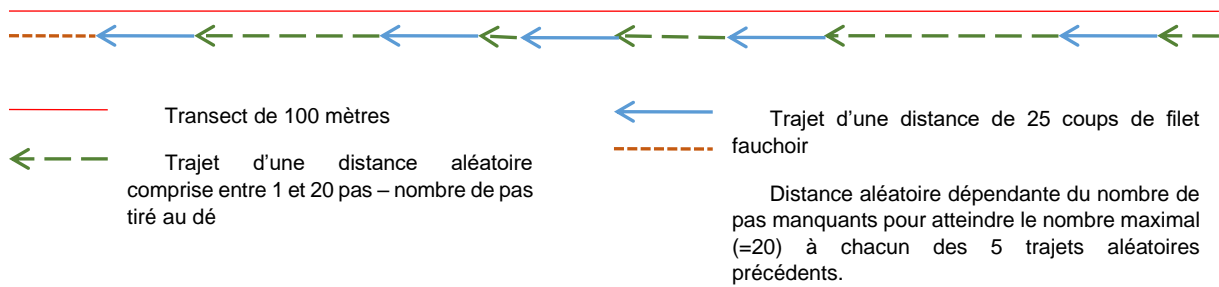 Transect de 100 mètres
Trajet d'une distance aléatoire
comprise entre 1 et 20 pas – nombre de pas
tiré au dé
Trajet d'une distance de 25 coups de filet
fauchoir
Distance aléatoire dépendante du nombre de
pas manquants pour atteindre le nombre maximal
(=20) à chacun des 5 trajets aléatoires
précédents.